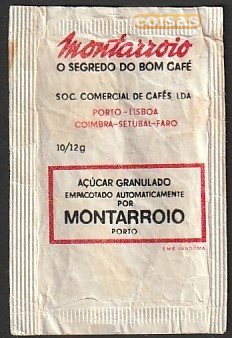 coisas
Montarroio
O SEGREDO DO BOM CAFÉ
SOC. COMERCIAL DE CAFÉS, LDA
PORTO-LISBOA
COIMBRA-SETUBAL-FARO
10/12g
AÇÚCAR GRANULADO
EMPACOTADO AUTOMATICAMENTE
POR
MONTARROIO
PORTO
EMB. VANDOMA